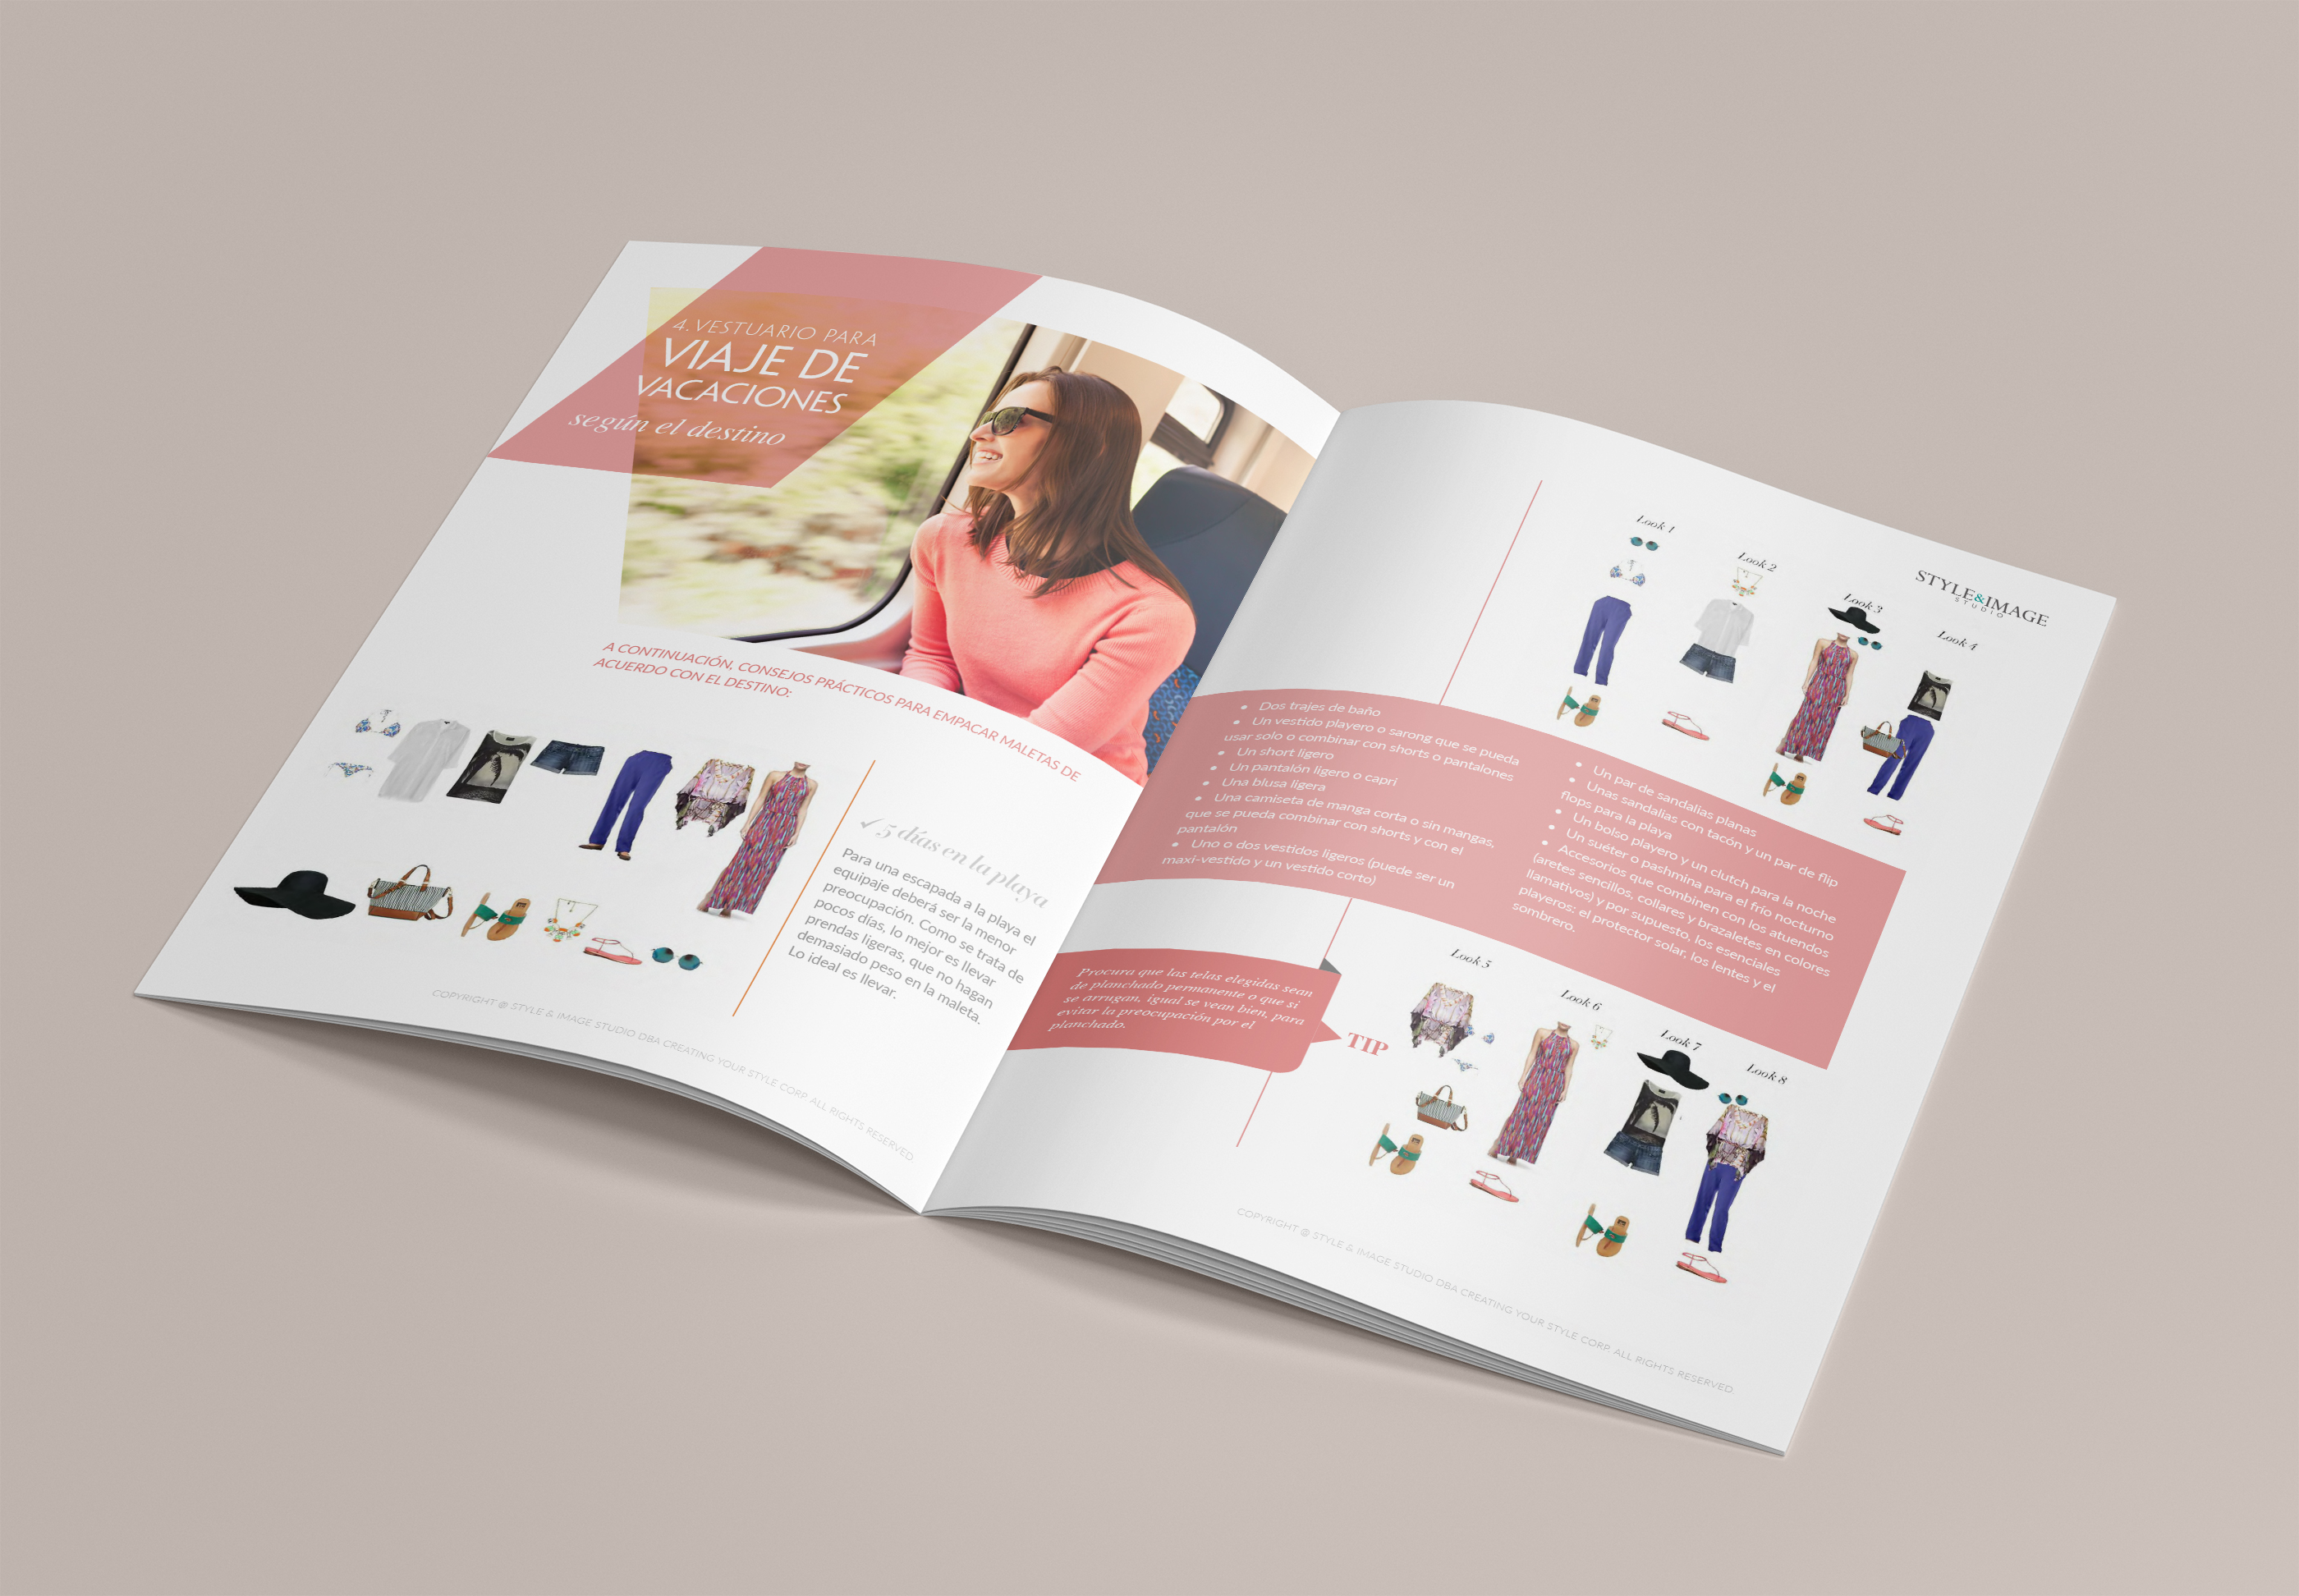 4. VESTUARIO PARA
VIAJE DE
VACACIONES
según el destino
A CONTINUACIÓN, CONSEJOS PRÁCTICOS PARA EMPACAR MALETAS DE
ACUERDO CON EL DESTINO:
5 días en la playa
Para una escapada a la playa el
equipaje deberá ser la menor
preocupación. Como se trata de
pocos días, lo mejor es llevar
prendas ligeras, que no hagan
demasiado peso en la maleta.
Lo ideal es llevar.
COPYRIGHT @ STYLE & IMAGE STUDIO DBA CREATING YOUR STYLE CORP. ALL RIGHTS RESERVED
Look 1
Look 2
Look 3
Look 4
STYLE&IMAGE
STUDIO
• Dos trajes de baño
• Un vestido playero o sarong que se pueda
usar solo o combinar con shorts o pantalones
• Un short ligero
• Un pantalón ligero o capri
• Una blusa ligera
• Una camiseta de manga corta o sin mangas,
que se pueda combinar con shorts y con el
pantalón
• Uno o dos vestidos ligeros (puede ser un
maxi-vestido y un vestido corto)
• Un par de sandalias planas
• Unas sandalias con tacón y un par de flip
flops para la playa
• Un bolso playero y un clutch para la noche
• Un suéter o pashmina para el frío nocturno
• Accesorios que combinen con los atuendos
(aretes sencillos, collares y brazaletes en colores
llamativos) y por supuesto, los esenciales
playeros: el protector solar, los lentes y el
sombrero.
Procura que las telas elegidas sean
de planchado permanente o que si
se arrugan, igual se vean bien, para
evitar la preocupación por el
planchado.
TIP
Look 5
Look 6
Look 7
Look 8
COPYRIGHT @ STYLE & IMAGE STUDIO DBA CREATING YOUR STYLE CORP. ALL RIGHTS RESERVED